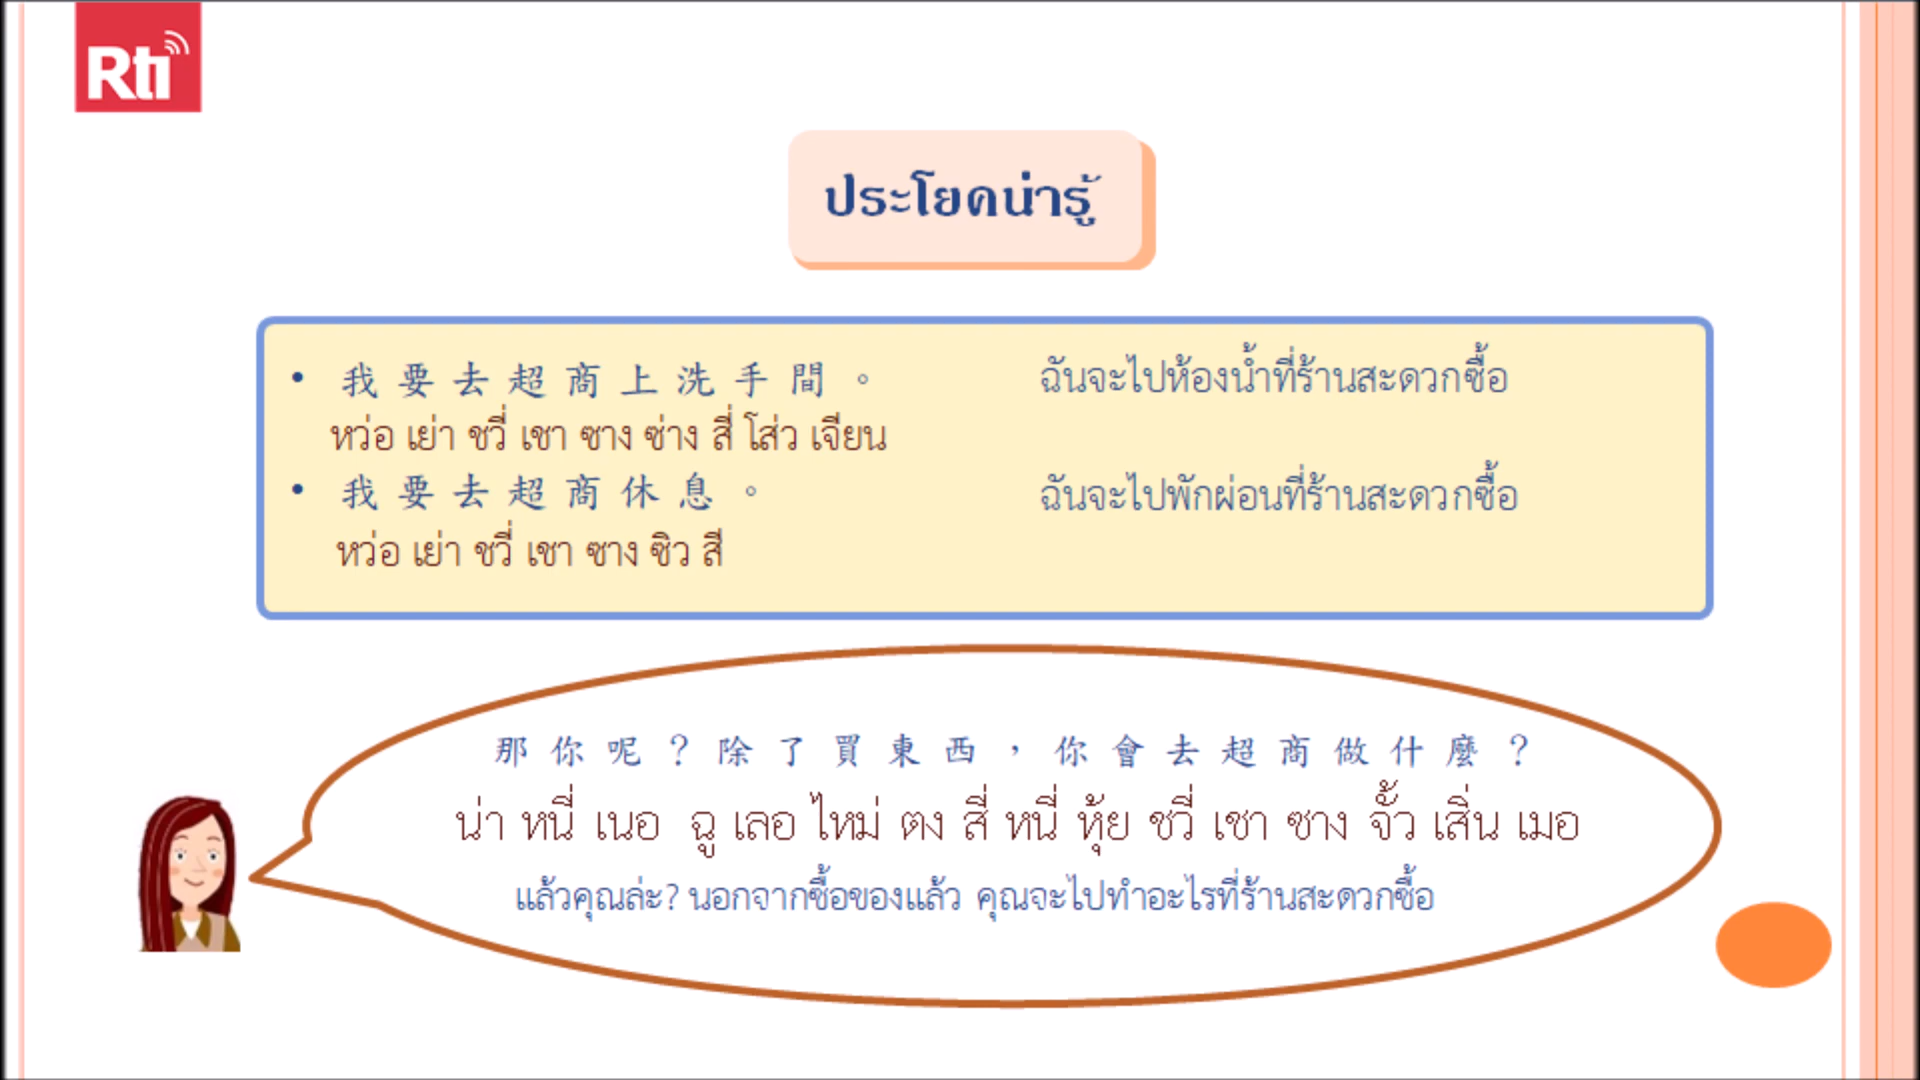 Rti
ประโยคน่ารู้
• 我要去超商上洗手間。 ฉันจะไปห้องน้ำที่ร้านสะดวกซื้อ
หว่อ เย่า ชวี่ เชา ซาง ซ่าง สี่ โส่ว เจียน
• 我要去超商休息。 ฉันจะไปพักผ่อนที่ร้านสะดวกซื้อ
หว่อ เย่า ชวี่ เชา ซาง ซิว สี
那你呢？除了買東西，你會去超商做什麼？
น่า หนี่ เนอ ฉู เลอ ไหม่ ตง สี่ หนี่ หุ้ย ชวี่ เชา ซาง จั้ว เสิ่น เมอ
แล้วคุณล่ะ? นอกจากซื้อของแล้ว คุณจะไปทำอะไรที่ร้านสะดวกซื้อ